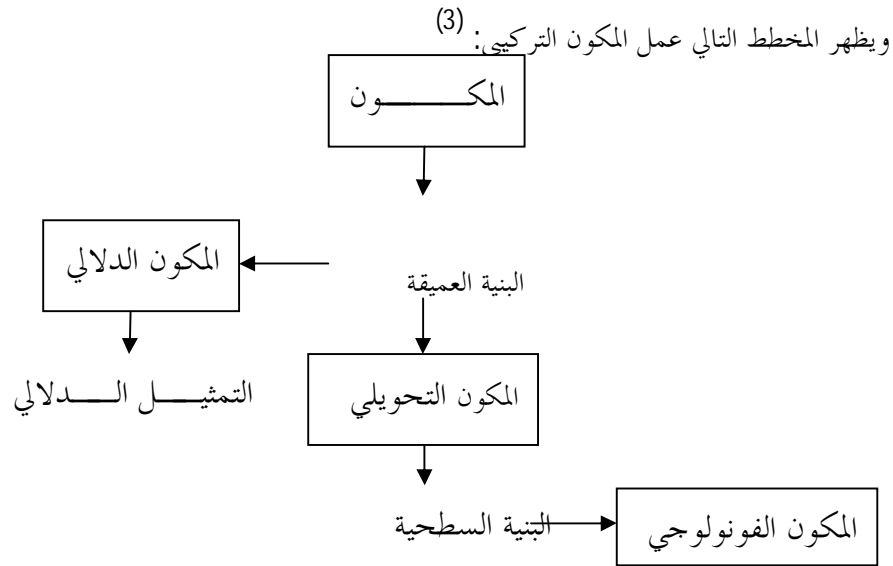 ويظهر المخطط التالي عمل المكون التركيبي: (3)
المكـــــــون
المكون الدلالي
البنية العميقة
التمثيـــل الـــدلالي
المكون التحويلي
البنية السطحية
المكون الفونولوجي